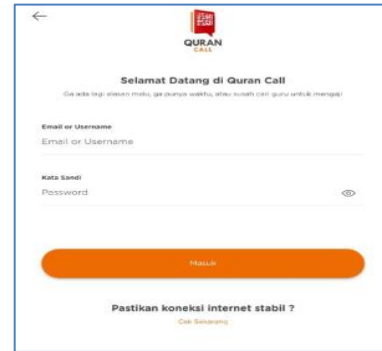 QURAN
CALL
Selamat Datang di Quran Call
Ga ada lagi alasan malu, ga punya waktu, atau susah cari guru untuk mengaji
Email or Username
Email or Username
Kata Sandi
Password
Masuk
Pastikan koneksi internet stabil ?
Cek Sekarang